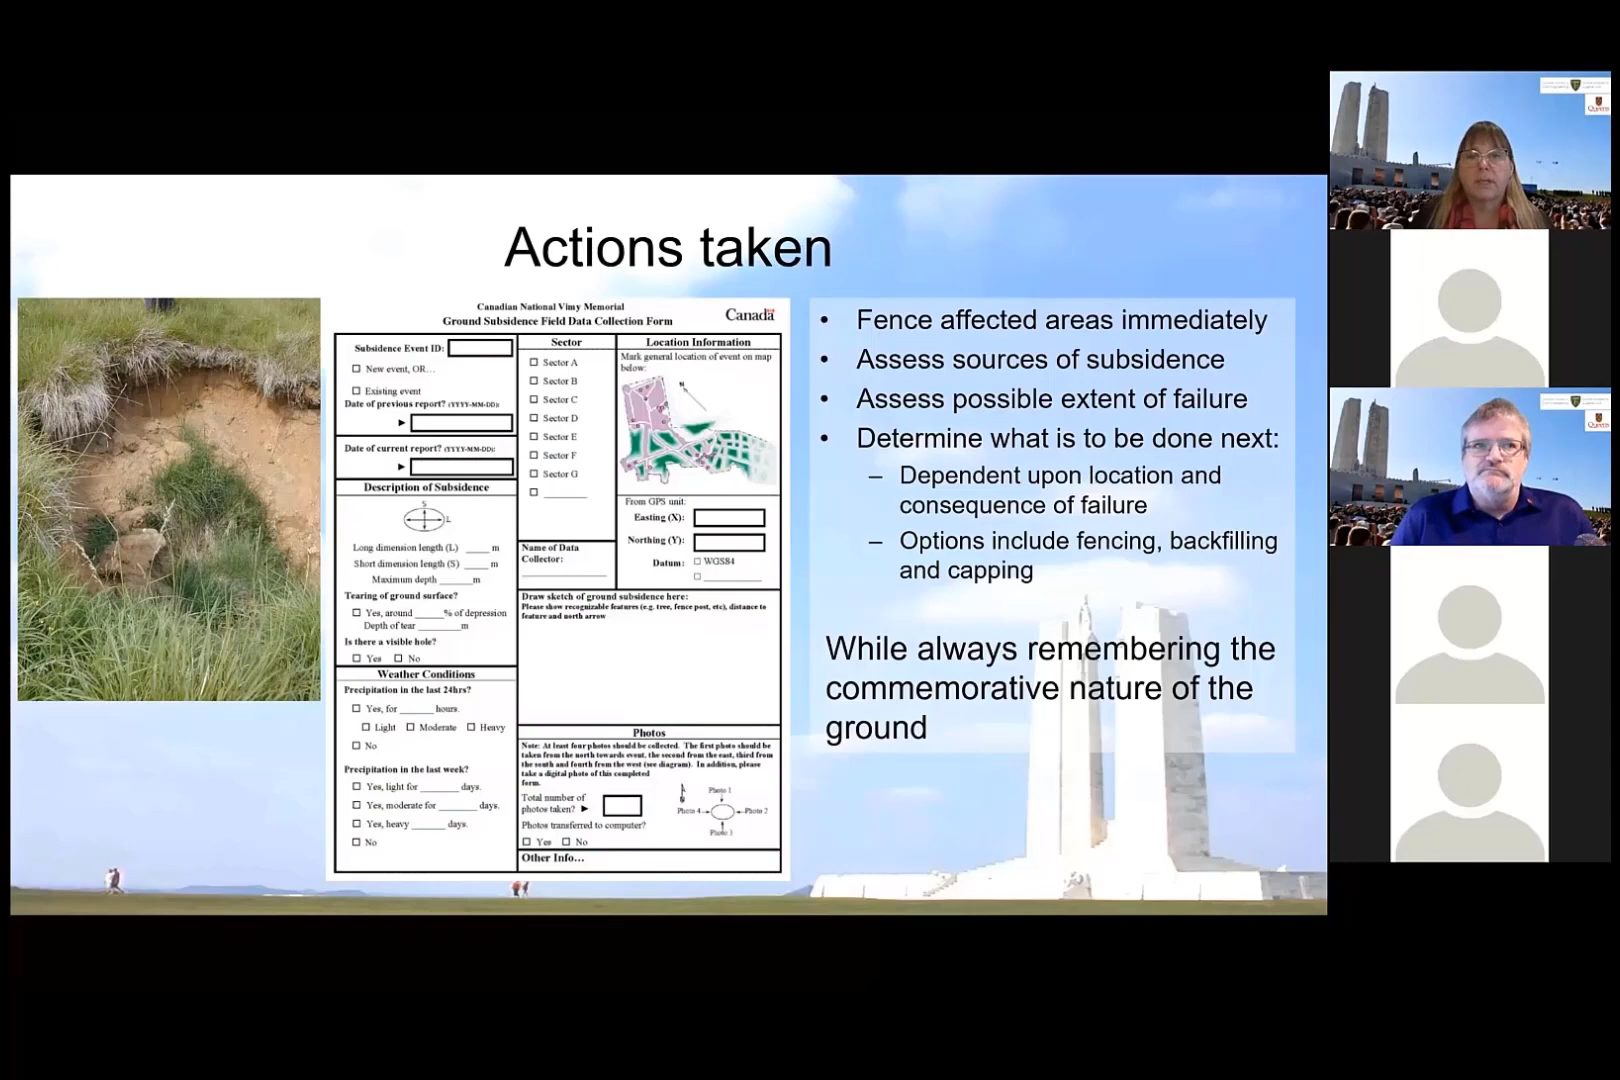 Actions taken
Canadian National Vimy Memorial
Ground Subsidence Field Data Collection Form
Canada
Subsidence Event ID:
New event, OR...
Existing event
Date of previous report? (YYYY-MM-DD):
Date of current report? (YYYY-MM-DD):
Description of Subsidence
S
L
Long dimension length (L) _____ m
Short dimension length (S) _____ m
Maximum depth _______m
Tearing of ground surface?
Yes, around _____% of depression
Depth of tear _________m
Is there a visible hole?
Yes No
Weather Conditions
Precipitation in the last 24hrs?
Yes, for _______ hours.
Light Moderate Heavy
No
Precipitation in the last week?
Yes, light for ________ days.
Yes, moderate for ________ days.
Yes, heavy _______ days.
No
Sector
Sector A
Sector B
Sector C
Sector D
Sector E
Sector F
Sector G
Name of Data
Collector:
Location Information
Mark general location of event on map
below:
N
From GPS unit:
Easting (X):
Northing (Y):
Datum: WGS84
Draw sketch of ground subsidence here:
Please show recognizable features (e.g. tree, fence post, etc), distance to
feature and north arrow
Photos
Note: At least four photos should be collected. The first photo should be
taken from the north towards event, the second from the east, third from
the south and fourth from the west (see diagram). In addition, please
take a digital photo of this completed
form.
Total number of
photos taken?
Photo 1
Photo 4 Photo 2
Photo 3
Photos transferred to computer?
Yes No
Other Info...
• Fence affected areas immediately
• Assess sources of subsidence
• Assess possible extent of failure
• Determine what is to be done next:
– Dependent upon location and
consequence of failure
– Options include fencing, backfilling
and capping
While always remembering the
commemorative nature of the
ground
Queen's
Queen's